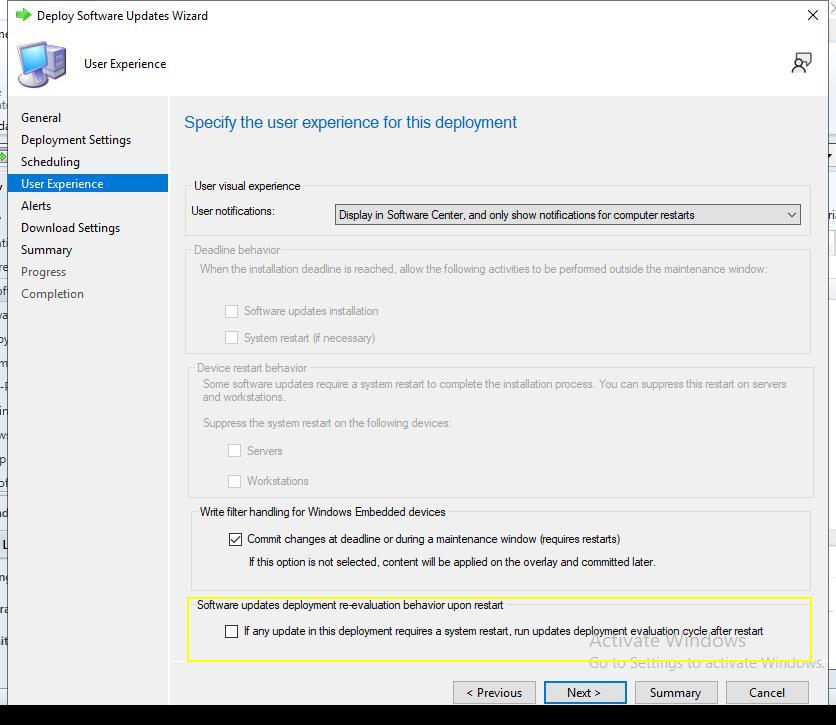 Deploy Software Updates Wizard
User Experience
General
Deployment Settings
Scheduling
User Experience
Alerts
Download Settings
Summary
Progress
Completion
Specify the user experience for this deployment
User visual experience
User notifications:
Display in Software Center, and only show notifications for computer restarts
Deadline behavior
When the installation deadline is reached, allow the following activities to be performed outside the maintenance window:
Software updates installation
System restart (if necessary)
Device restart behavior
Some software updates require a system restart to complete the installation process. You can suppress this restart on servers
and workstations.
Suppress the system restart on the following devices:
Servers
Workstations
Write filter handling for Windows Embedded devices
Commit changes at deadline or during a maintenance window (requires restarts)
If this option is not selected, content will be applied on the overlay and committed later.
Software updates deployment re-evaluation behavior upon restart
If any update in this deployment requires a system restart, run updates deployment evaluation cycle after restart
Activate Windows
Go to Settings to activate Windows.
< Previous
Next >
Summary
Cancel